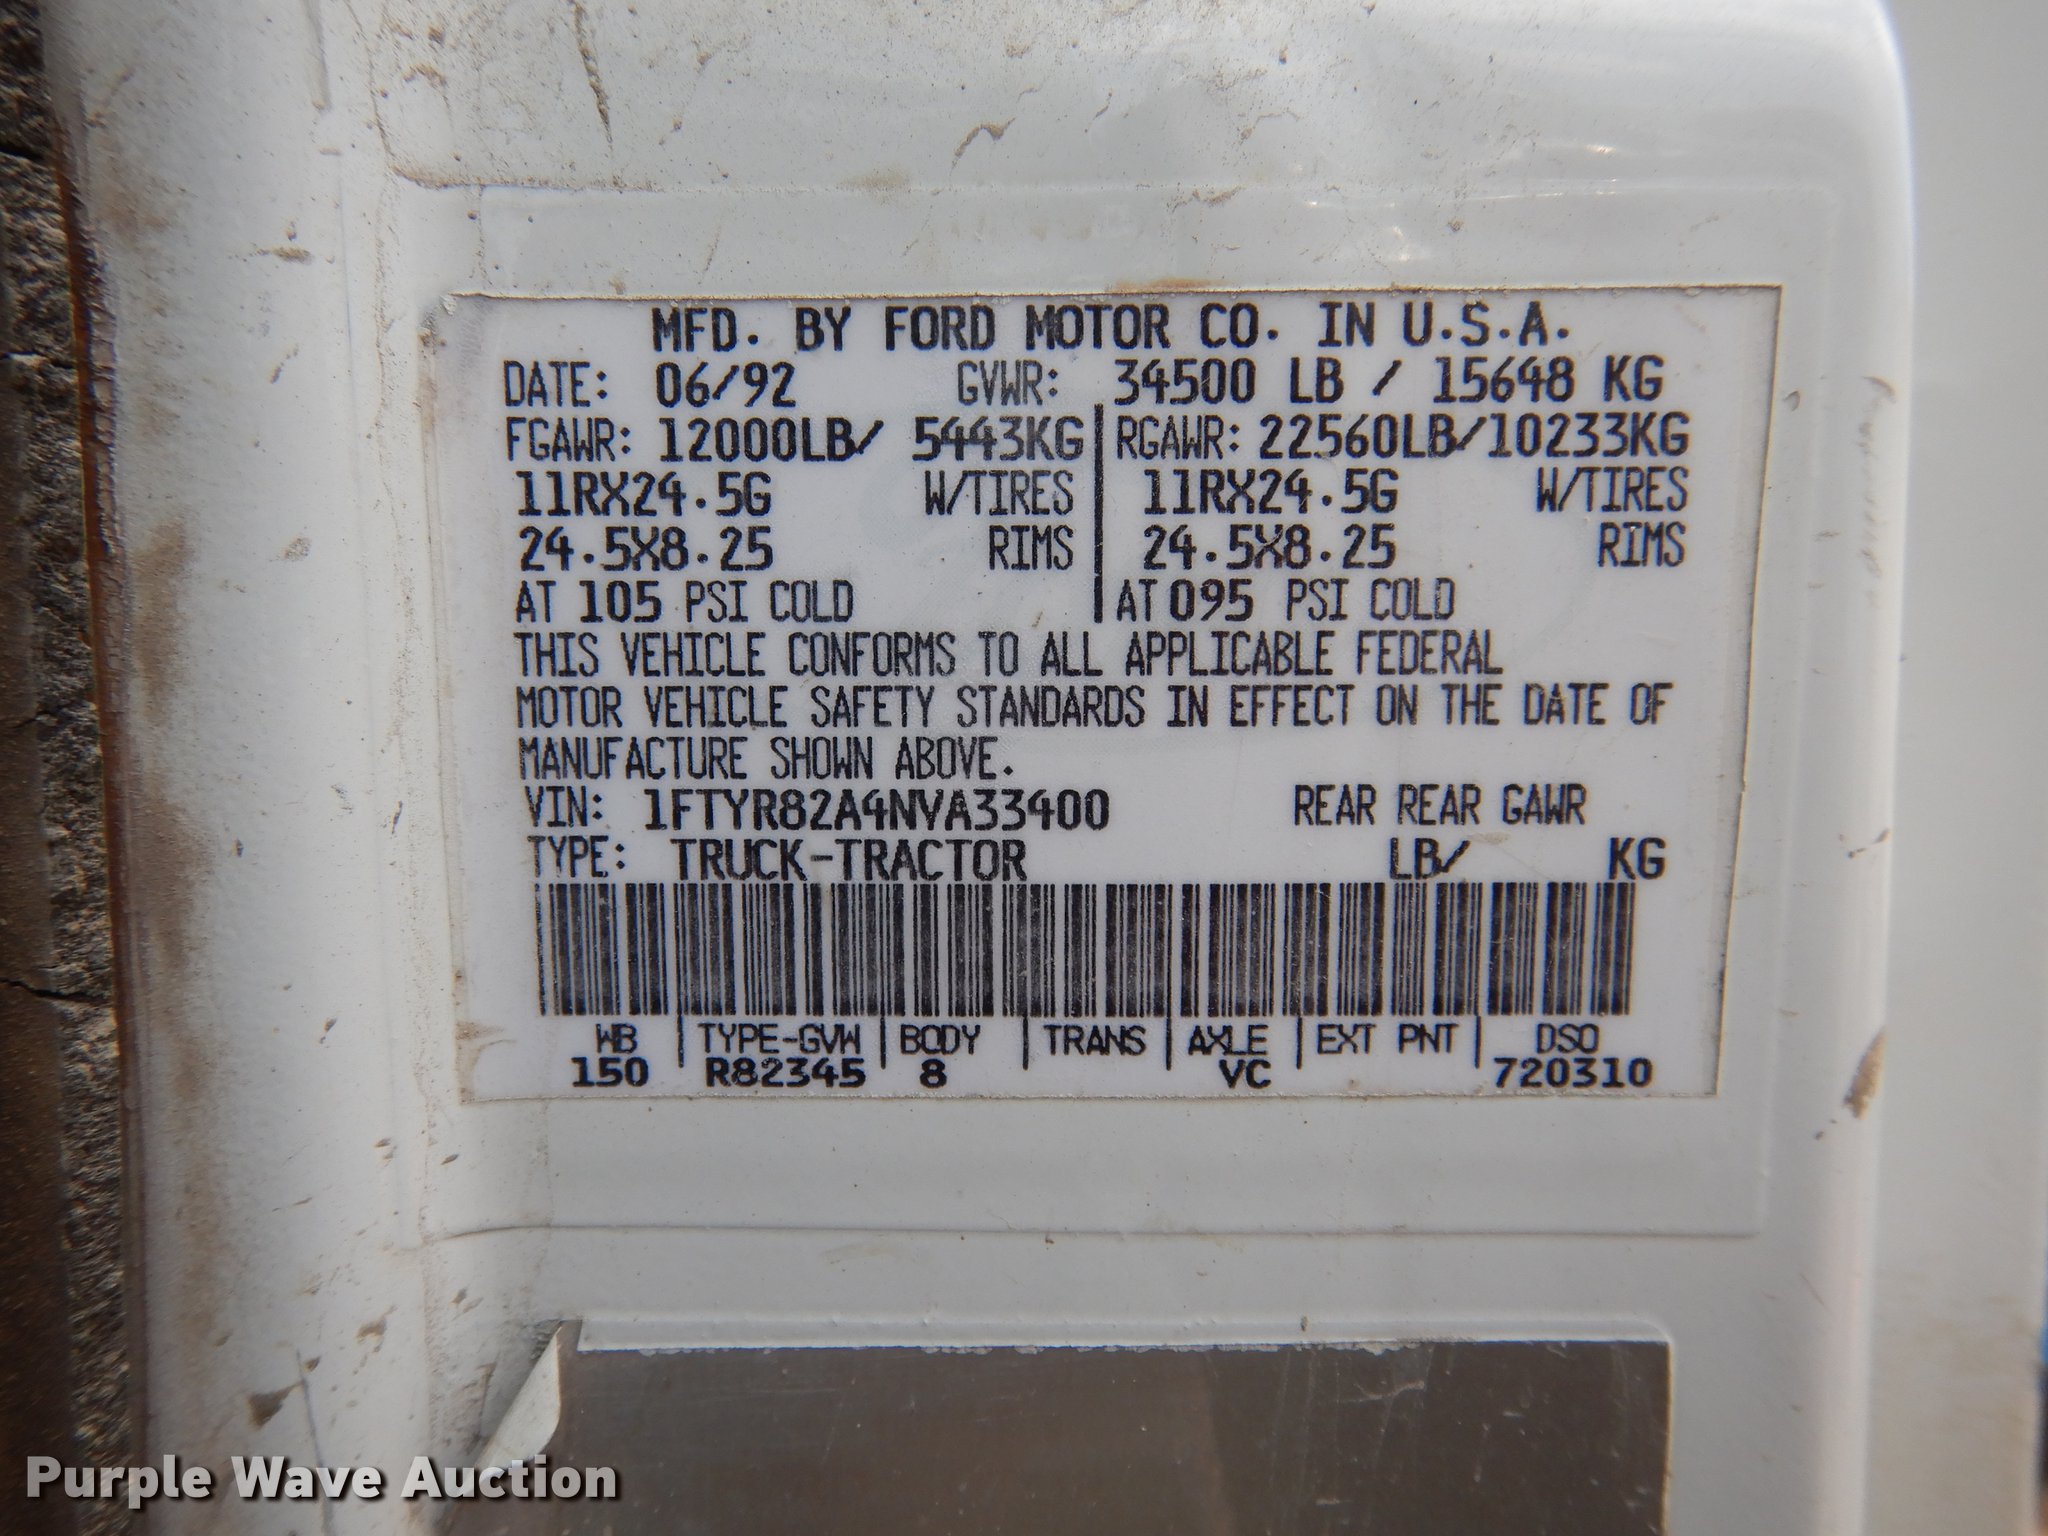 MFD. BY FORD MOTOR CO. IN U.S.A.
DATE: 06/92 GVWR: 34500 LB / 15648 KG
FGAWR: 12000LB/ 5443KG RGAWR: 22560LB/10233KG
11RX24.5G W/TIRES 11RX24.5G W/TIRES
24.5X8.25 RIMS 24.5X8.25 RIMS
AT 105 PSI COLD AT 095 PSI COLD
THIS VEHICLE CONFORMS TO ALL APPLICABLE FEDERAL
MOTOR VEHICLE SAFETY STANDARDS IN EFFECT ON THE DATE OF
MANUFACTURE SHOWN ABOVE.
VIN: 1FTYR82A4NVA33400 REAR REAR GAWR
TYPE: TRUCK-TRACTOR LB/ KG
WB TYPE-GVW BODY TRANS AXLE EXT PNT DSO
150 R82345 8 VC 720310
Purple Wave Auction